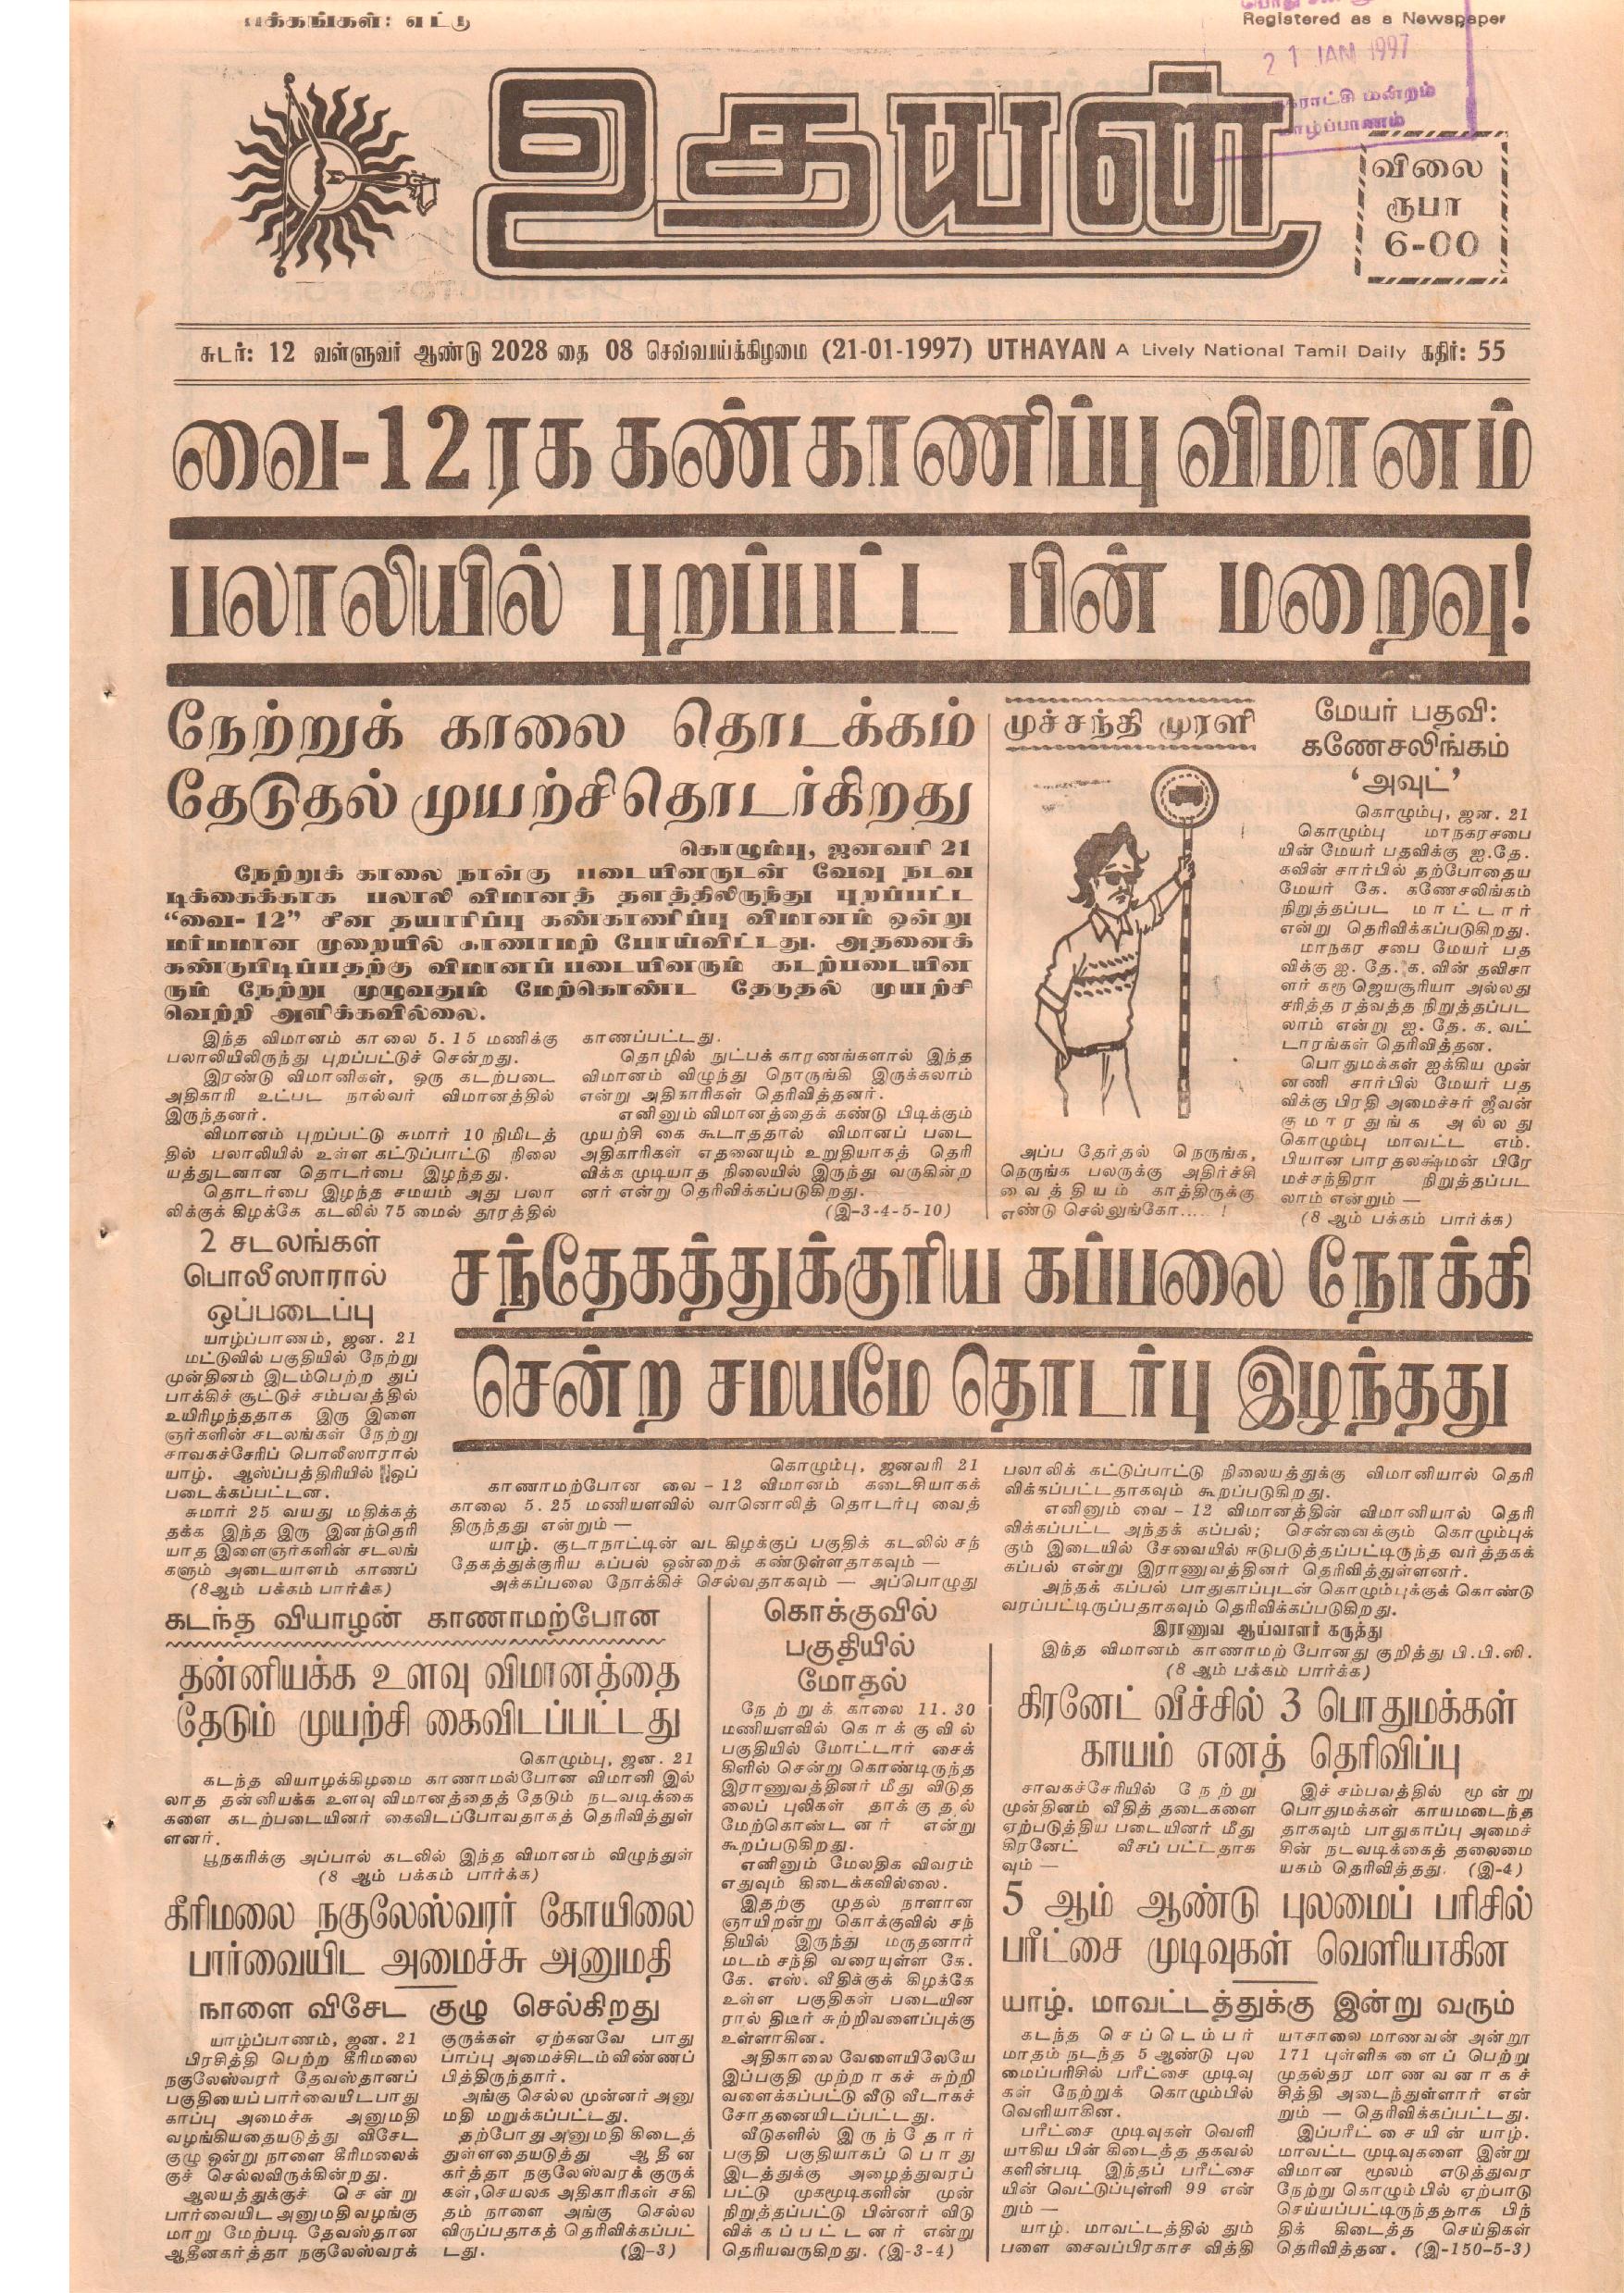 பக்கங்கள்: எட்டு
Registered as a Newspaper
21 JAN 1997
மன்றம்
யாழ்ப்பாணம்
உதயன்
விலை
ரூபா
6-00
சுடர்: 12 வள்ளுவர் ஆண்டு 2028 தை 08 செவ்வாய்க்கிழமை (21-01-1997) UTHAYAN A Lively National Tamil Daily கதிர்: 55
வை-12 ரக கண்காணிப்பு விமானம்
பலாலியில் புறப்பட்ட பின் மறைவு!
நேற்றுக் காலை தொடக்கம்
தேடுதல் முயற்சி தொடர்கிறது
கொழும்பு, ஜனவரி 21
நேற்றுக் காலை நான்கு படையினருடன் வேவு நடவ
டிக்கைக்காக பலாலி விமானத் தளத்திலிருந்து புறப்பட்ட
“வை-12” சீன தயாரிப்பு கண்காணிப்பு விமானம் ஒன்று
மர்மமான முறையில் காணாமற் போய்விட்டது. அதனைக்
கண்டுபிடிப்பதற்கு விமானப் படையினரும் கடற்படையின
ரும் நேற்று முழுவதும் மேற்கொண்ட தேடுதல் முயற்சி
வெற்றி அளிக்கவில்லை.
இந்த விமானம் காலை 5.15 மணிக்கு
பலாலியிலிருந்து புறப்பட்டுச் சென்றது.
இரண்டு விமானிகள், ஒரு கடற்படை
அதிகாரி உட்பட நால்வர் விமானத்தில்
இருந்தனர்.
விமானம் புறப்பட்டு சுமார் 10 நிமிடத்
தில் பலாலியில் உள்ள கட்டுப்பாட்டு நிலை
யத்துடனான தொடர்பை இழந்தது.
தொடர்பை இழந்த சமயம் அது பலா
லிக்குக் கிழக்கே கடலில் 75 மைல் தூரத்தில்
காணப்பட்டது.
தொழில் நுட்பக் காரணங்களால் இந்த
விமானம் விழுந்து நொருங்கி இருக்கலாம்
என்று அதிகாரிகள் தெரிவித்தனர்.
எனினும் விமானத்தைக் கண்டு பிடிக்கும்
முயற்சி கை கூடாததால் விமானப் படை
அதிகாரிகள் எதனையும் உறுதியாகத் தெரி
விக்க முடியாத நிலையில் இருந்து வருகின்ற
னர் என்று தெரிவிக்கப்படுகிறது.
(இ-3-4-5-10)
முச்சந்தி முரளி
அப்ப தேர்தல் நெருங்க,
நெருங்க பலருக்கு அதிர்ச்சி
வைத்தியம் காத்திருக்கு
எண்டு செல்லுங்கோ..... !
மேயர் பதவி:
கணேசலிங்கம்
‘அவுட்’
கொழும்பு, ஜன. 21
கொழும்பு மாநகரசபை
யின் மேயர் பதவிக்கு ஐ.தே.
கவின் சார்பில் தற்போதைய
மேயர் கே. கணேசலிங்கம்
நிறுத்தப்பட மாட்டார்
என்று தெரிவிக்கப்படுகிறது.
மாநகர சபை மேயர் பத
விக்கு ஐ. தே. க. வின் தவிசா
ளர் கரு ஜெயசூரியா அல்லது
சரித்த ரத்வத்த நிறுத்தப்பட
லாம் என்று ஐ. தே. க. வட்
டாரங்கள் தெரிவித்தன.
பொதுமக்கள் ஐக்கிய முன்
னணி சார்பில் மேயர் பத
விக்கு பிரதி அமைச்சர் ஜீவன்
குமாரதுங்க அல்லது
கொழும்பு மாவட்ட எம்.
பியான பாரதலக்ஷ்மன் பிரே
மச்சந்திரா நிறுத்தப்பட
லாம் என்றும் —
(8 ஆம் பக்கம் பார்க்க)
2 சடலங்கள்
பொலீஸாரால்
ஒப்படைப்பு
யாழ்ப்பாணம், ஜன. 21
மட்டுவில் பகுதியில் நேற்று
முன்தினம் இடம்பெற்ற துப்
பாக்கிச் சூட்டுச் சம்பவத்தில்
உயிரிழந்ததாக இரு இளை
ஞர்களின் சடலங்கள் நேற்று
சாவகச்சேரிப் பொலீஸாரால்
யாழ். ஆஸ்பத்திரியில் ஒப்
படைக்கப்பட்டன.
சுமார் 25 வயது மதிக்கத்
தக்க இந்த இரு இனந்தெரி
யாத இளைஞர்களின் சடலங்
களும் அடையாளம் காணப்
(8ஆம் பக்கம் பார்க்க)
சந்தேகத்துக்குரிய கப்பலை நோக்கி
சென்ற சமயமே தொடர்பு இழந்தது
கொழும்பு, ஜனவரி 21
காணாமற்போன வை-12 விமானம் கடைசியாகக்
காலை 5.25 மணியளவில் வானொலித் தொடர்பு வைத்
திருந்தது என்றும் —
யாழ். குடாநாட்டின் வட கிழக்குப் பகுதிக் கடலில் சந்
தேகத்துக்குரிய கப்பல் ஒன்றைக் கண்டுள்ளதாகவும் —
அக்கப்பலை நோக்கிச் செல்வதாகவும் — அப்பொழுது
பலாலிக் கட்டுப்பாட்டு நிலையத்துக்கு விமானியால் தெரி
விக்கப்பட்டதாகவும் கூறப்படுகிறது.
எனினும் வை-12 விமானத்தின் விமானியால் தெரி
விக்கப்பட்ட அந்தக் கப்பல்; சென்னைக்கும் கொழும்புக்
கும் இடையில் சேவையில் ஈடுபடுத்தப்பட்டிருந்த வர்த்தகக்
கப்பல் என்று இராணுவத்தினர் தெரிவித்துள்ளனர்.
அந்தக் கப்பல் பாதுகாப்புடன் கொழும்புக்குக் கொண்டு
வரப்பட்டிருப்பதாகவும் தெரிவிக்கப்படுகிறது.
இராணுவ ஆய்வாளர் கருத்து
இந்த விமானம் காணாமற் போனது குறித்து பி.பி.ஸி.
(8 ஆம் பக்கம் பார்க்க)
கடந்த வியாழன் காணாமற்போன
தன்னியக்க உளவு விமானத்தை
தேடும் முயற்சி கைவிடப்பட்டது
கொழும்பு, ஜன. 21
கடந்த வியாழக்கிழமை காணாமல்போன விமானி இல்
லாத தன்னியக்க உளவு விமானத்தைத் தேடும் நடவடிக்கை
களை கடற்படையினர் கைவிடப்போவதாகத் தெரிவித்துள்
ளனர்.
பூநகரிக்கு அப்பால் கடலில் இந்த விமானம் விழுந்துள்
(8 ஆம் பக்கம் பார்க்க)
கீரிமலை நகுலேஸ்வரர் கோயிலை
பார்வையிட அமைச்சு அனுமதி
நாளை விசேட குழு செல்கிறது
யாழ்ப்பாணம், ஜன. 21
பிரசித்தி பெற்ற கீரிமலை
நகுலேஸ்வரர் தேவஸ்தானப்
பகுதியைப் பார்வையிட பாது
காப்பு அமைச்சு அனுமதி
வழங்கியதையடுத்து விசேட
குழு ஒன்று நாளை கீரிமலைக்
குச் செல்லவிருக்கின்றது.
ஆலயத்துக்குச் சென்று
பார்வையிட அனுமதி வழங்கு
மாறு மேற்படி தேவஸ்தான
ஆதீனகர்த்தா நகுலேஸ்வரக்
குருக்கள் ஏற்கனவே பாது
பாப்பு அமைச்சிடம் விண்ணப்
பித்திருந்தார்.
அங்கு செல்ல முன்னர் அனு
மதி மறுக்கப்பட்டது.
தற்போது அனுமதி கிடைத்
துள்ளதையடுத்து ஆதீன
கர்த்தா நகுலேஸ்வரக் குருக்
கள், செயலக அதிகாரிகள் சகி
தம் நாளை அங்கு செல்ல
விருப்பதாகத் தெரிவிக்கப்பட்
டது. (இ-3)
கொக்குவில்
பகுதியில்
மோதல்
நேற்றுக் காலை 11.30
மணியளவில் கொக்குவில்
பகுதியில் மோட்டார் சைக்
கிளில் சென்று கொண்டிருந்த
இராணுவத்தினர் மீது விடுத
லைப் புலிகள் தாக்குதல்
மேற்கொண்டனர் என்று
கூறப்படுகிறது.
எனினும் மேலதிக விவரம்
எதுவும் கிடைக்கவில்லை.
இதற்கு முதல் நாளான
ஞாயிறன்று கொக்குவில் சந்
தியில் இருந்து மருதனார்
மடம் சந்தி வரையுள்ள கே.
கே. எஸ். வீதிக்குக் கிழக்கே
உள்ள பகுதிகள் படையின
ரால் திடீர் சுற்றிவளைப்புக்கு
உள்ளாகின.
அதிகாலை வேளையிலேயே
இப்பகுதி முற்றாகச் சுற்றி
வளைக்கப்பட்டு வீடு வீடாகச்
சோதனையிடப்பட்டது.
வீடுகளில் இருந்தோர்
பகுதி பகுதியாகப் பொது
இடத்துக்கு அழைத்துவரப்
பட்டு முகமூடிகளின் முன்
நிறுத்தப்பட்டு பின்னர் விடு
விக்கப்பட்டனர் என்று
தெரியவருகிறது. (இ-3-4)
கிரனேட் வீச்சில் 3 பொதுமக்கள்
காயம் எனத் தெரிவிப்பு
சாவகச்சேரியில் நேற்று
முன்தினம் வீதித் தடைகளை
ஏற்படுத்திய படையினர் மீது
கிரனேட் வீசப்பட்டதாக
வும் —
இச்சம்பவத்தில் மூன்று
பொதுமக்கள் காயமடைந்த
தாகவும் பாதுகாப்பு அமைச்
சின் நடவடிக்கைத் தலைமை
யகம் தெரிவித்தது. (இ-4)
5 ஆம் ஆண்டு புலமைப் பரிசில்
பரீட்சை முடிவுகள் வெளியாகின
யாழ். மாவட்டத்துக்கு இன்று வரும்
கடந்த செப்டெம்பர்
மாதம் நடந்த 5 ஆண்டு புல
மைப்பரிசில் பரீட்சை முடிவு
கள் நேற்றுக் கொழும்பில்
வெளியாகின.
பரீட்சை முடிவுகள் வெளி
யாகிய பின் கிடைத்த தகவல்
களின்படி இந்தப் பரீட்சை
யின் வெட்டுப்புள்ளி 99 என்
றும் —
யாழ். மாவட்டத்தில் தும்
பளை சைவப்பிரகாச வித்தி
யாசாலை மாணவன் அன்றூ
171 புள்ளிகளைப் பெற்று
முதல்தர மாணவனாகச்
சித்தி அடைந்துள்ளார் என்
றும் — தெரிவிக்கப்பட்டது.
இப்பரீட்சையின் யாழ்.
மாவட்ட முடிவுகளை இன்று
விமான மூலம் எடுத்துவர
நேற்று கொழும்பில் ஏற்பாடு
செய்யப்பட்டிருந்ததாக பிந்
திக் கிடைத்த செய்திகள்
தெரிவித்தன. (இ-150-5-3)